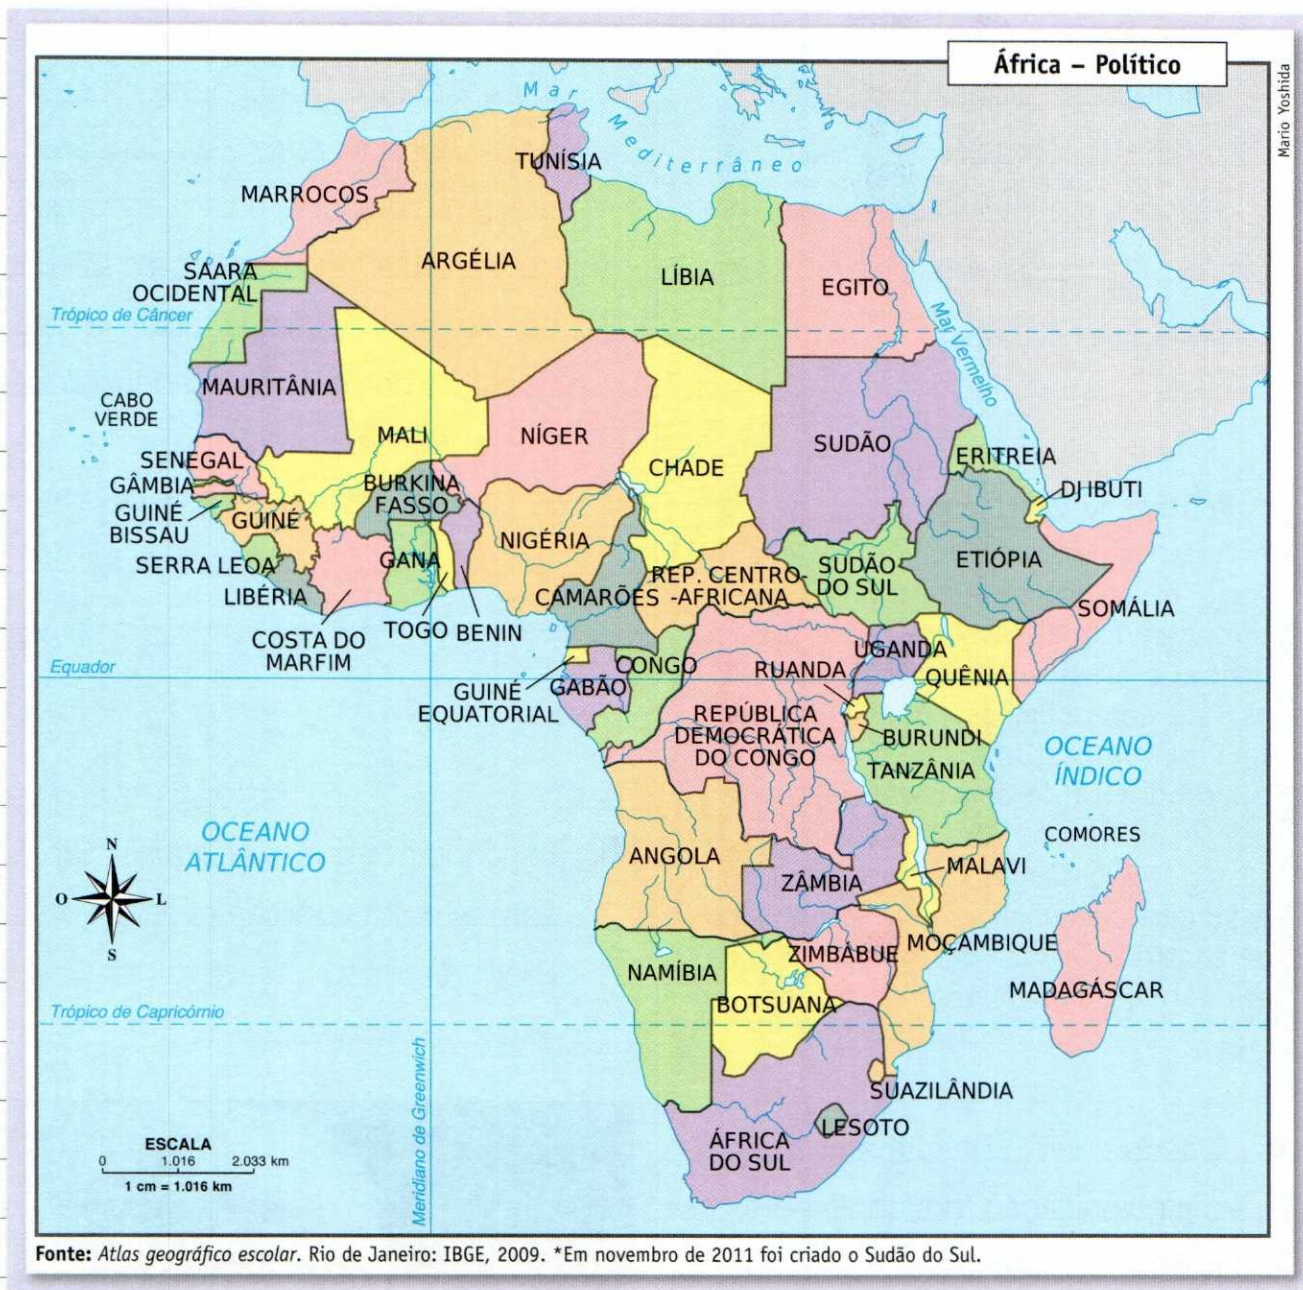 África – Político
Mario Yoshida
Mar
Mediterrâneo
TUNÍSIA
MARROCOS
ARGÉLIA
LÍBIA
EGITO
SAARA
OCIDENTAL
Trópico de Câncer
Mar Vermelho
MAURITÂNIA
CABO
VERDE
MALI
NÍGER
CHADE
SUDÃO
ERITREIA
SENEGAL
GÂMBIA
BURKINA
FASSO
DJIBUTI
GUINÉ
BISSAU
GUINÉ
NIGÉRIA
ETIÓPIA
SERRA LEOA
GANA
REP. CENTRO-
-AFRICANA
SUDÃO
DO SUL
LIBÉRIA
CAMARÕES
SOMÁLIA
COSTA DO
MARFIM
TOGO
BENIN
Equador
UGANDA
CONGO
RUANDA
QUÊNIA
GUINÉ
EQUATORIAL
GABÃO
REPÚBLICA
DEMOCRÁTICA
DO CONGO
BURUNDI
TANZÂNIA
OCEANO
ÍNDICO
OCEANO
ATLÂNTICO
COMORES
N
O
L
S
ANGOLA
ZÂMBIA
MALAVI
MOÇAMBIQUE
ZIMBÁBUE
NAMÍBIA
BOTSUANA
MADAGÁSCAR
Trópico de Capricórnio
Meridiano de Greenwich
SUAZILÂNDIA
LESOTO
ÁFRICA
DO SUL
ESCALA
0 1.016 2.033 km
1 cm = 1.016 km
Fonte: Atlas geográfico escolar. Rio de Janeiro: IBGE, 2009. *Em novembro de 2011 foi criado o Sudão do Sul.